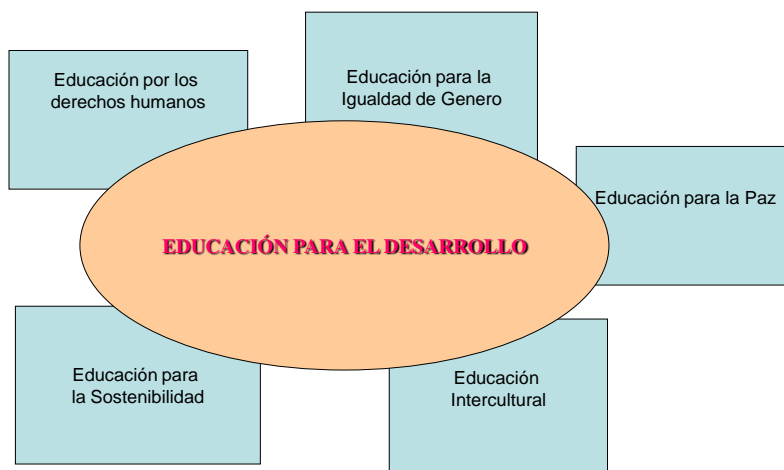 Educación por los
derechos humanos
Educación para la
Igualdad de Genero
Educación para la Paz
EDUCACIÓN PARA EL DESARROLLO
Educación para
la Sostenibilidad
Educación
Intercultural